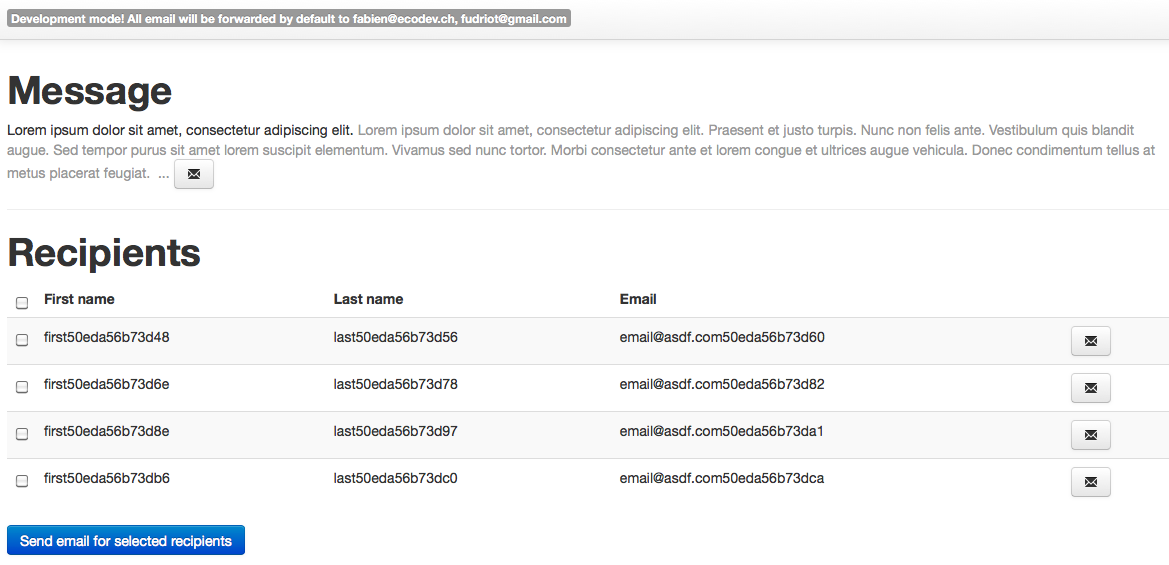 Development mode! All email will be forwarded by default to fabien@ecodev.ch, fudriot@gmail.com
Message
Lorem ipsum dolor sit amet, consectetur adipiscing elit. Lorem ipsum dolor sit amet, consectetur adipiscing elit. Praesent et justo turpis. Nunc non felis ante. Vestibulum quis blandit
augue. Sed tempor purus sit amet lorem suscipit elementum. Vivamus sed nunc tortor. Morbi consectetur ante et lorem congue et ultrices augue vehicula. Donec condimentum tellus at
metus placerat feugiat. ...
Recipients
First name Last name Email
first50eda56b73d48 last50eda56b73d56 email@asdf.com50eda56b73d60
first50eda56b73d6e last50eda56b73d78 email@asdf.com50eda56b73d82
first50eda56b73d8e last50eda56b73d97 email@asdf.com50eda56b73da1
first50eda56b73db6 last50eda56b73dc0 email@asdf.com50eda56b73dca
Send email for selected recipients